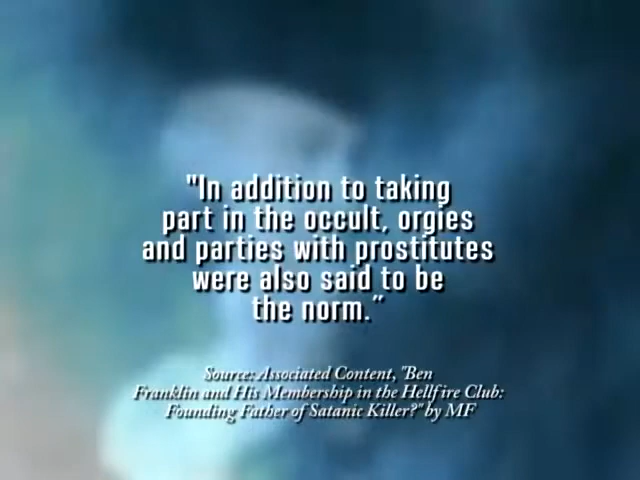 "In addition to taking
part in the occult, orgies
and parties with prostitutes
were also said to be
the norm."
Source: Associated Content, "Ben
Franklin and His Membership in the Hellfire Club:
Founding Father of Satanic Killer?" by MF